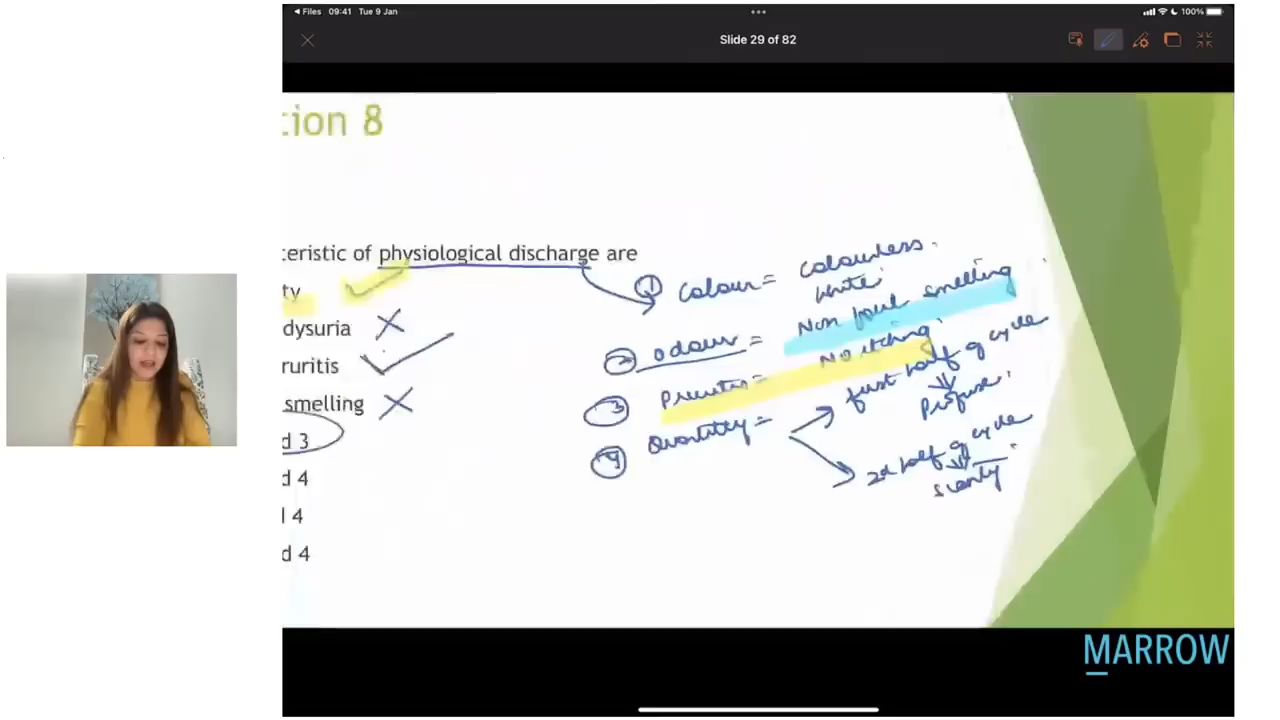 Files 09:41 Tue 9 Jan
100%
Slide 29 of 82
tion 8
teristic of physiological discharge are
ty
dysuria
ruritis
smelling
d 3
d 4
l 4
d 4
1 colour = colourless.
white
2 odour = Non foul smelling
3 No itching.
4 Quantity = first half of cycle
Profuse.
2d half of cycle
scanty
MARROW